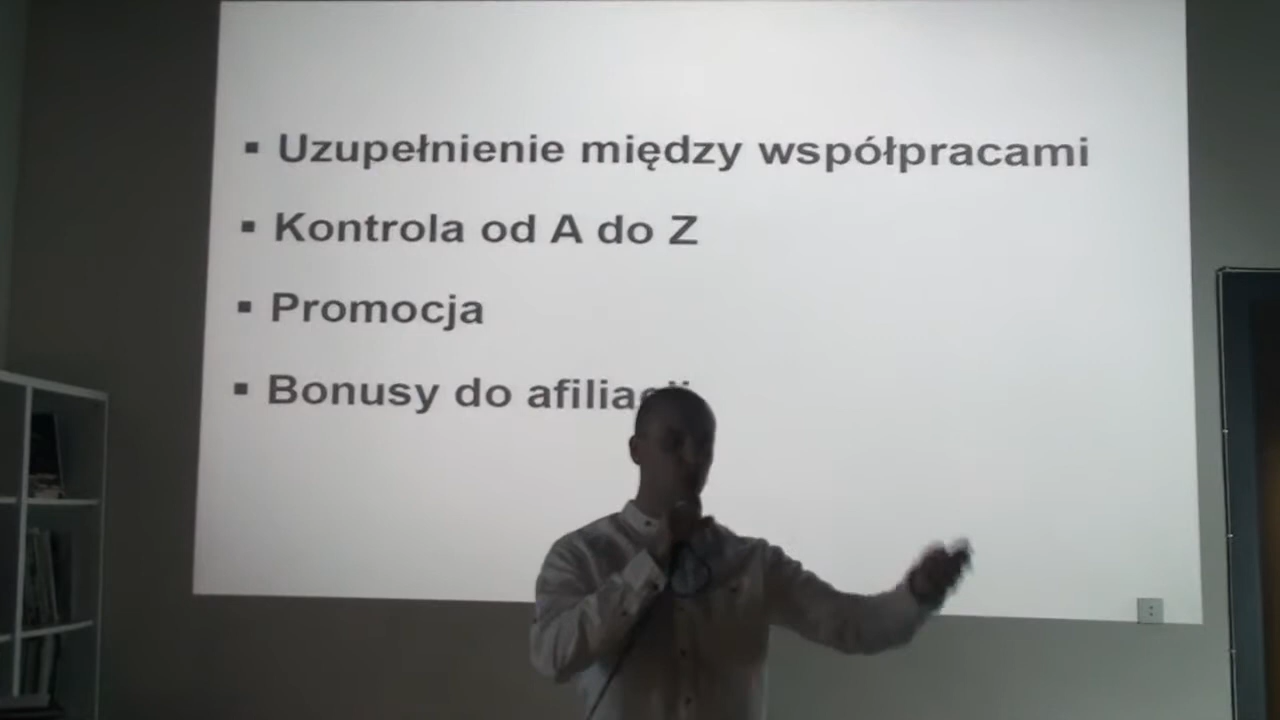 ▪ Uzupełnienie między współpracami
▪ Kontrola od A do Z
▪ Promocja
▪ Bonusy do afiliacji